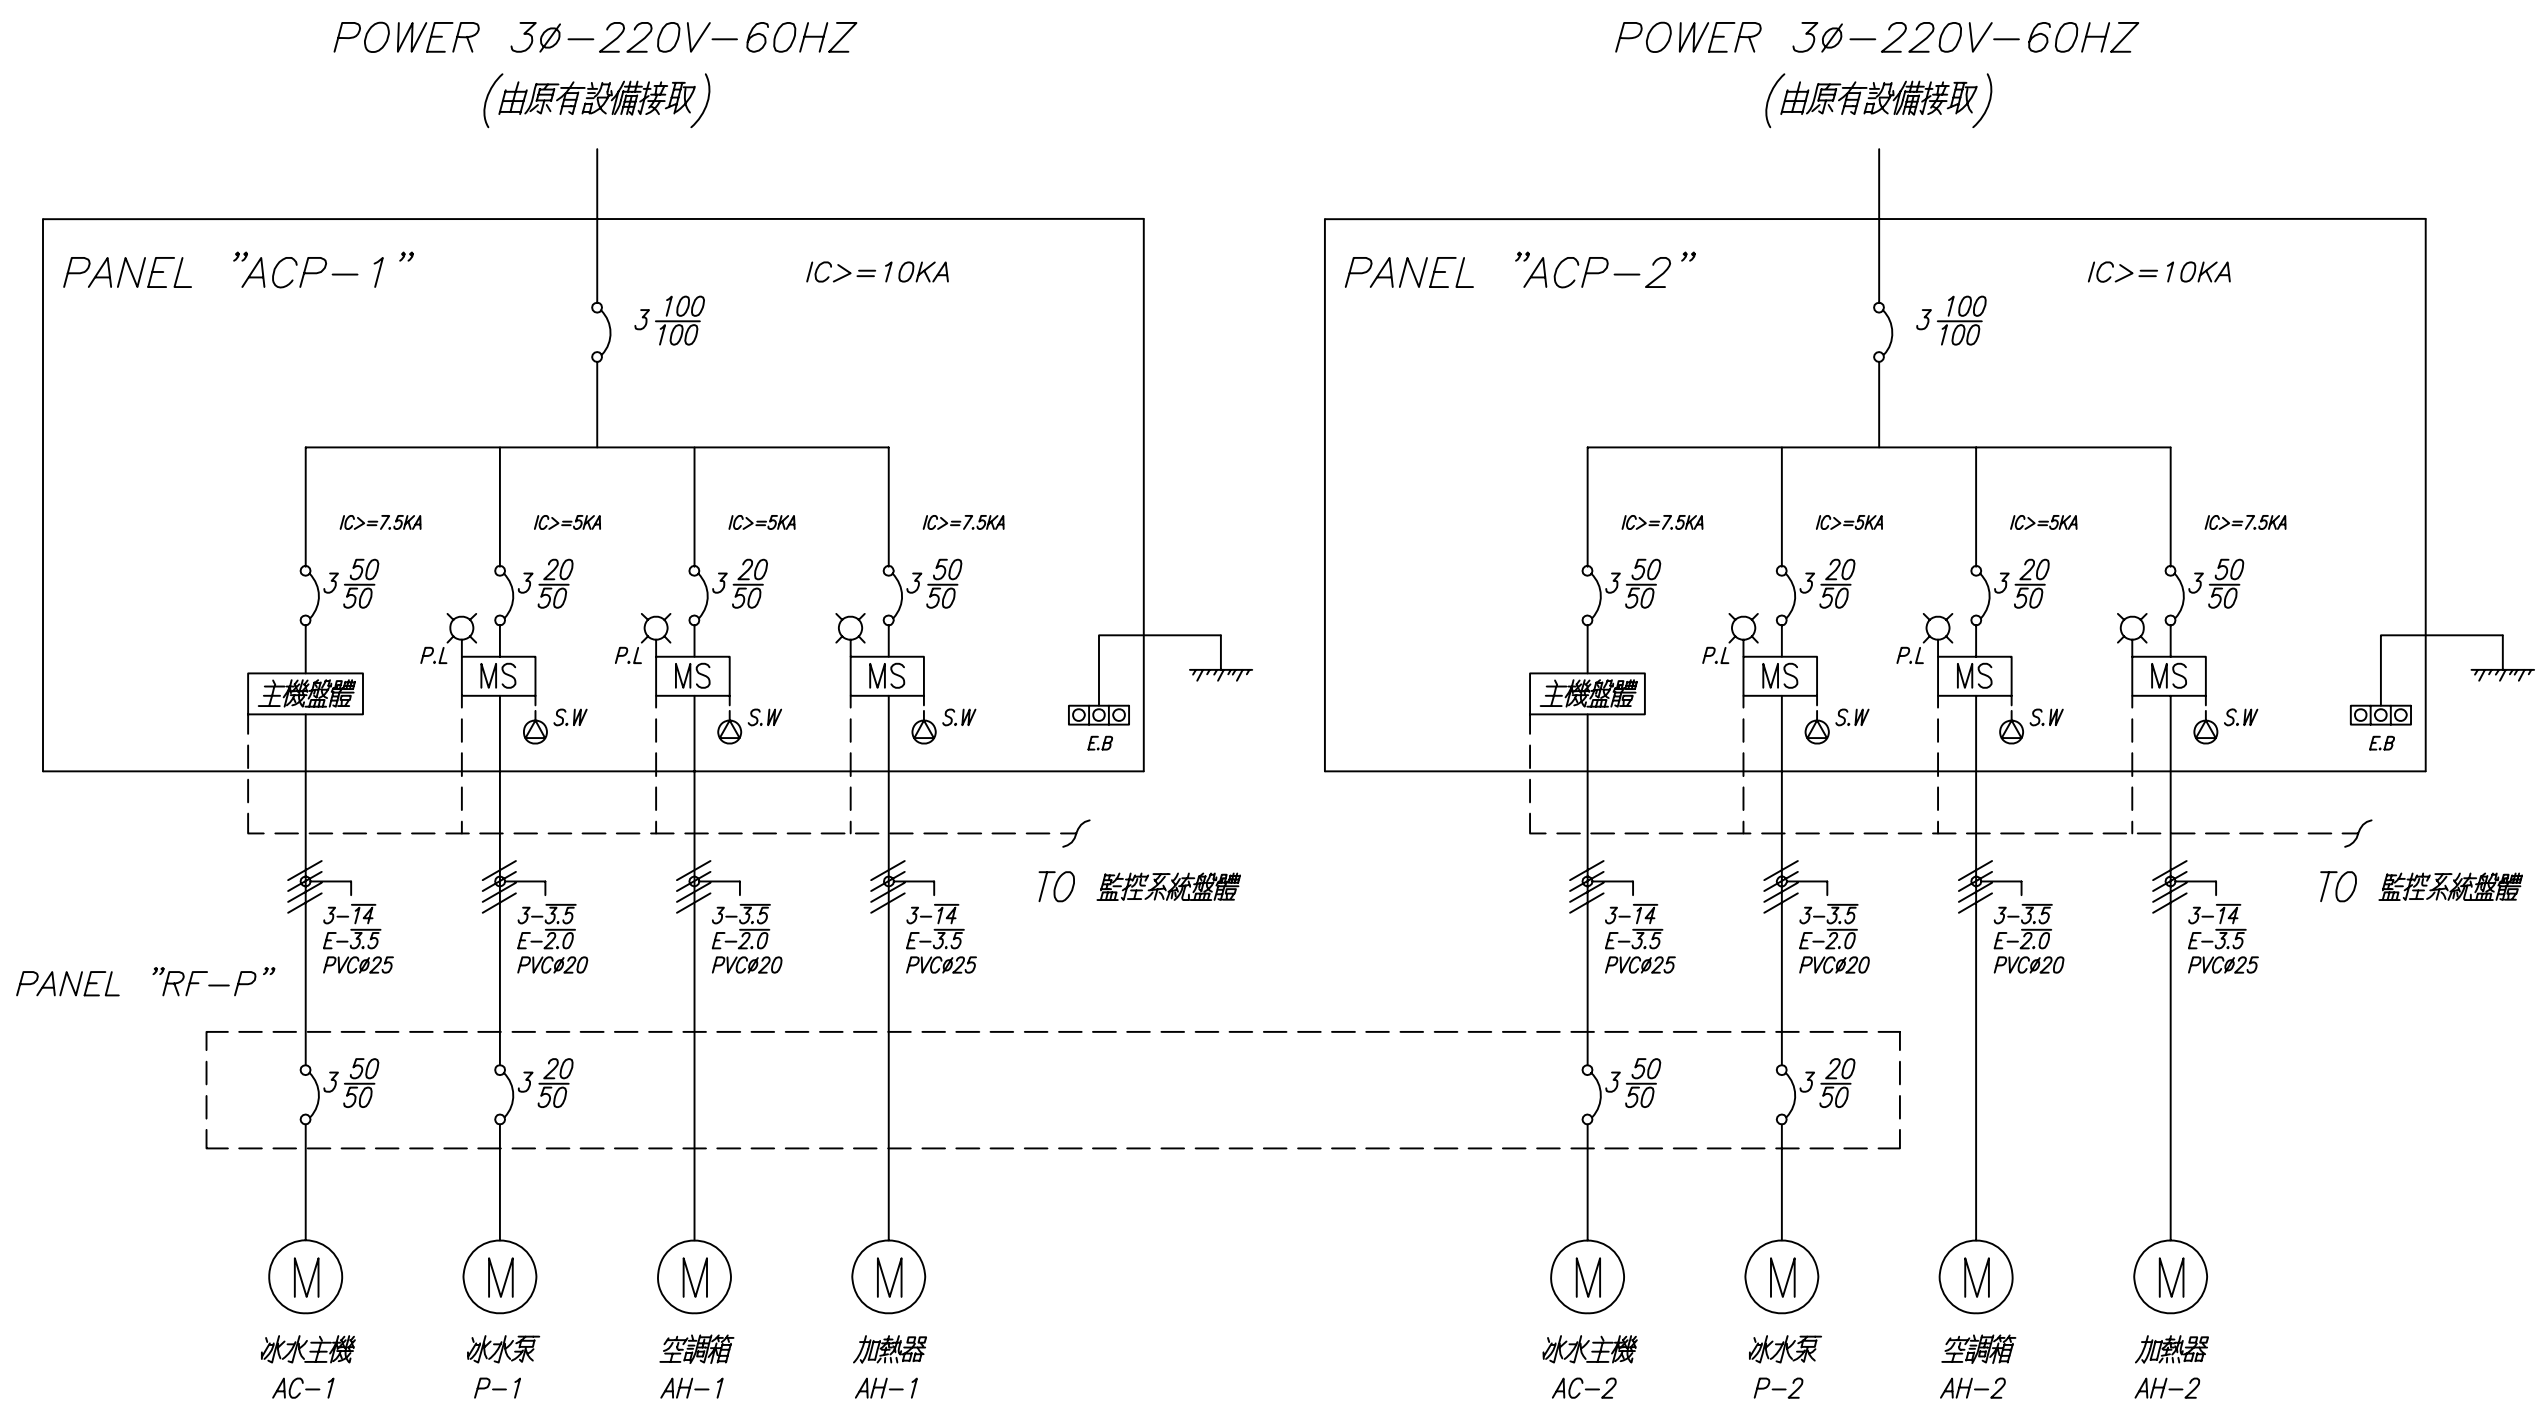 POWER 3ø-220V-60HZ
(由原有設備接取)
PANEL "ACP-1"
IC>=10KA
3 100/100
IC>=7.5KA
IC>=5KA
IC>=5KA
IC>=7.5KA
3 50/50
3 20/50
3 20/50
3 50/50
P.L
P.L
主機盤體
MS
MS
MS
S.W
S.W
S.W
E.B
TO 監控系統盤體
3-14
E-3.5
PVCø25
3-3.5
E-2.0
PVCø20
3-3.5
E-2.0
PVCø20
3-14
E-3.5
PVCø25
PANEL "RF-P"
3 50/50
3 20/50
M
M
M
M
冰水主機
AC-1
冰水泵
P-1
空調箱
AH-1
加熱器
AH-1
POWER 3ø-220V-60HZ
(由原有設備接取)
PANEL "ACP-2"
IC>=10KA
3 100/100
IC>=7.5KA
IC>=5KA
IC>=5KA
IC>=7.5KA
3 50/50
3 20/50
3 20/50
3 50/50
P.L
P.L
主機盤體
MS
MS
MS
S.W
S.W
S.W
E.B
TO 監控系統盤體
3-14
E-3.5
PVCø25
3-3.5
E-2.0
PVCø20
3-3.5
E-2.0
PVCø20
3-14
E-3.5
PVCø25
3 50/50
3 20/50
M
M
M
M
冰水主機
AC-2
冰水泵
P-2
空調箱
AH-2
加熱器
AH-2